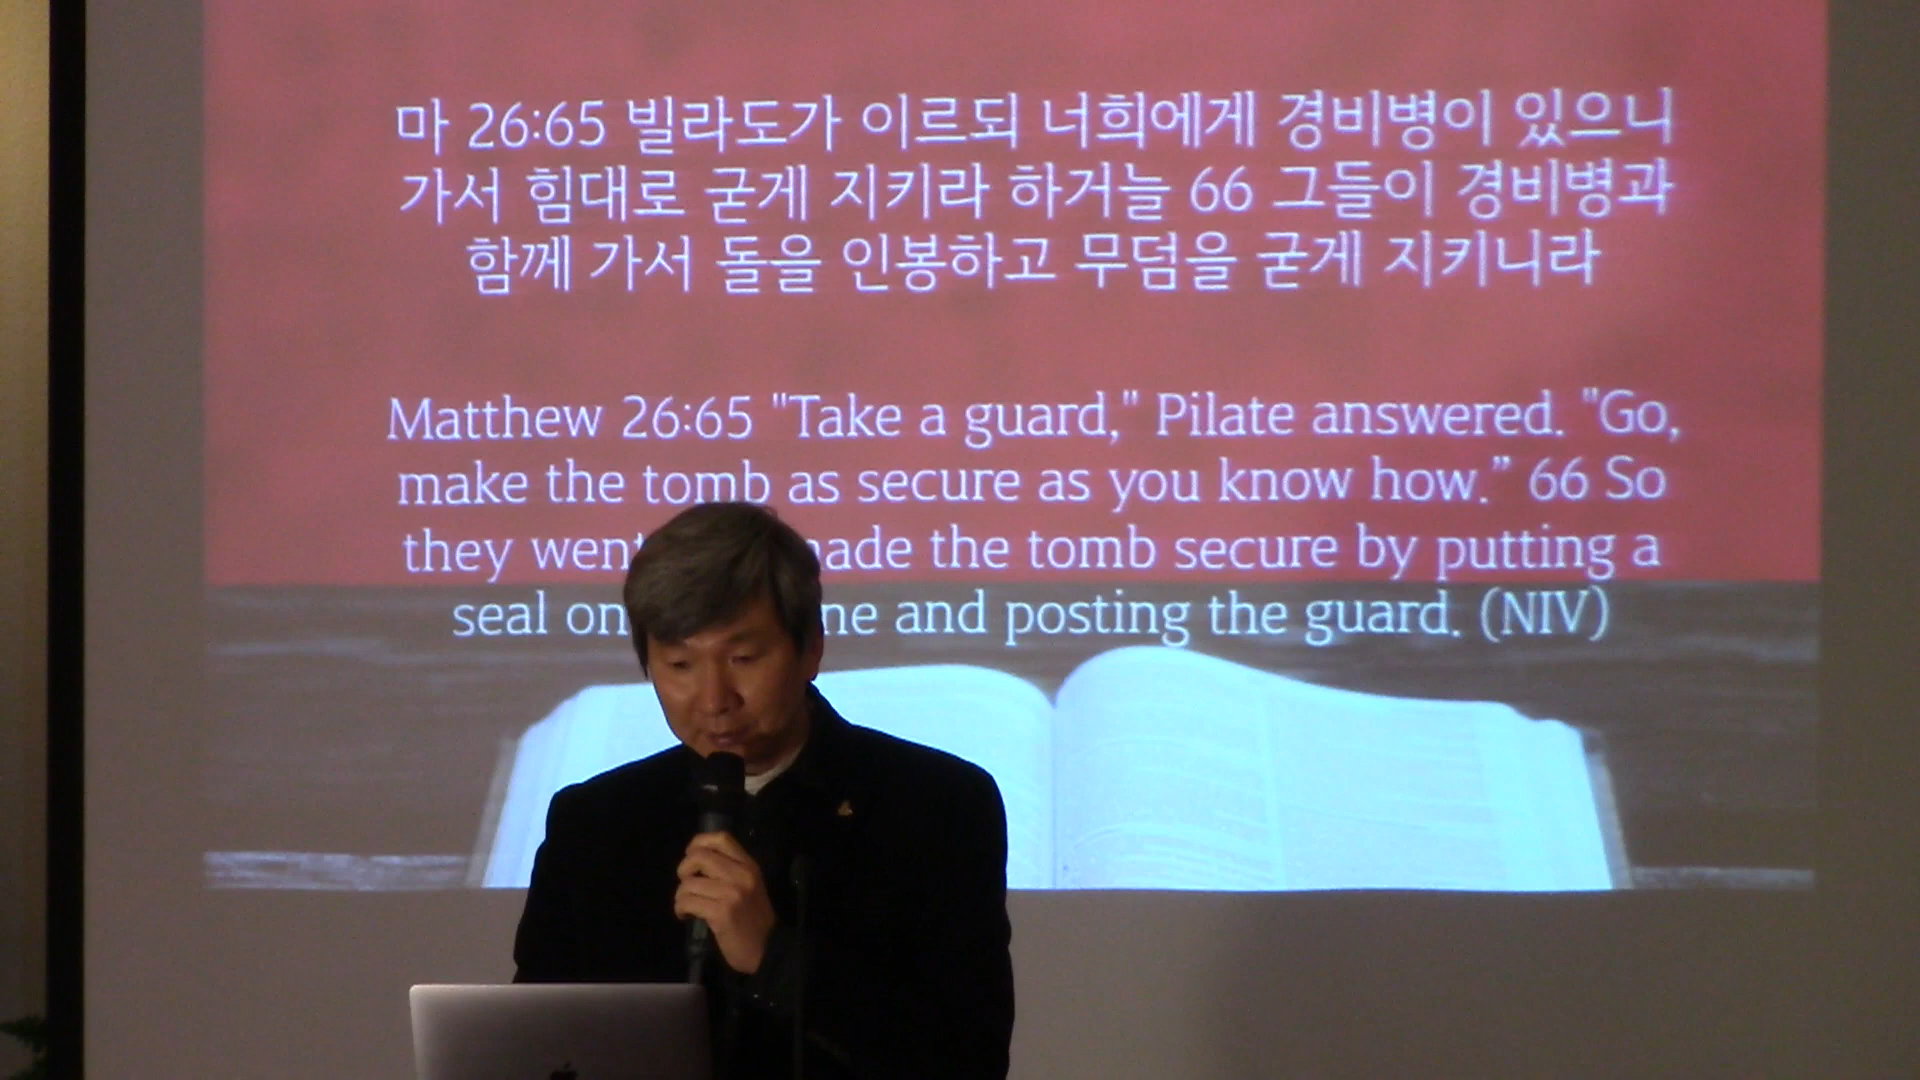 마 26:65 빌라도가 이르되 너희에게 경비병이 있으니
가서 힘대로 굳게 지키라 하거늘 66 그들이 경비병과
함께 가서 돌을 인봉하고 무덤을 굳게 지키니라
Matthew 26:65 "Take a guard," Pilate answered. "Go,
make the tomb as secure as you know how.” 66 So
they went the tomb secure by putting a
seal on and posting the guard. (NIV)